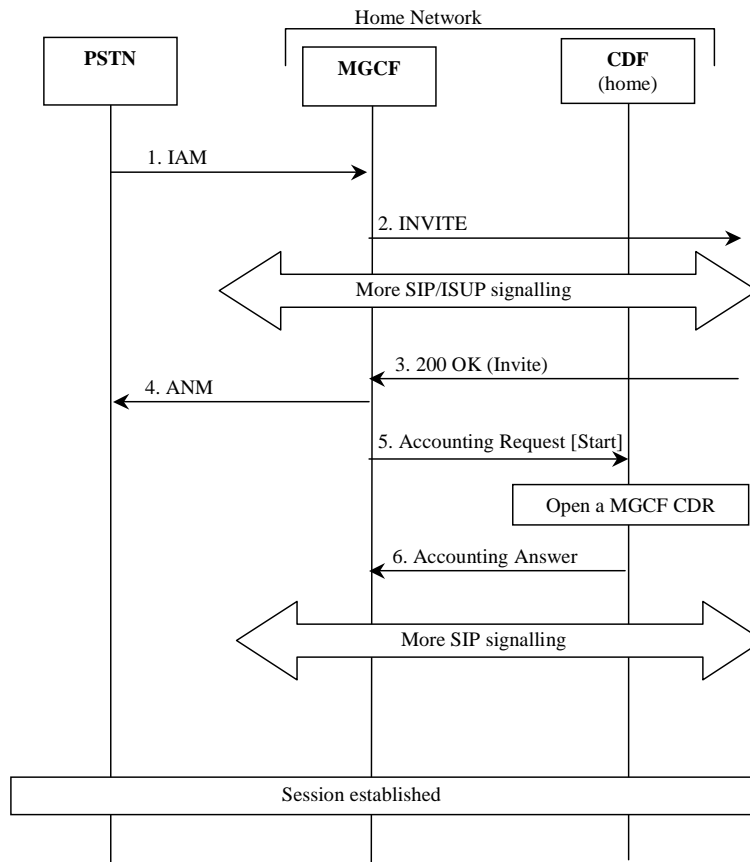 Home Network
PSTN
MGCF
CDF
(home)
1. IAM
2. INVITE
More SIP/ISUP signalling
3. 200 OK (Invite)
4. ANM
5. Accounting Request [Start]
Open a MGCF CDR
6. Accounting Answer
More SIP signalling
Session established